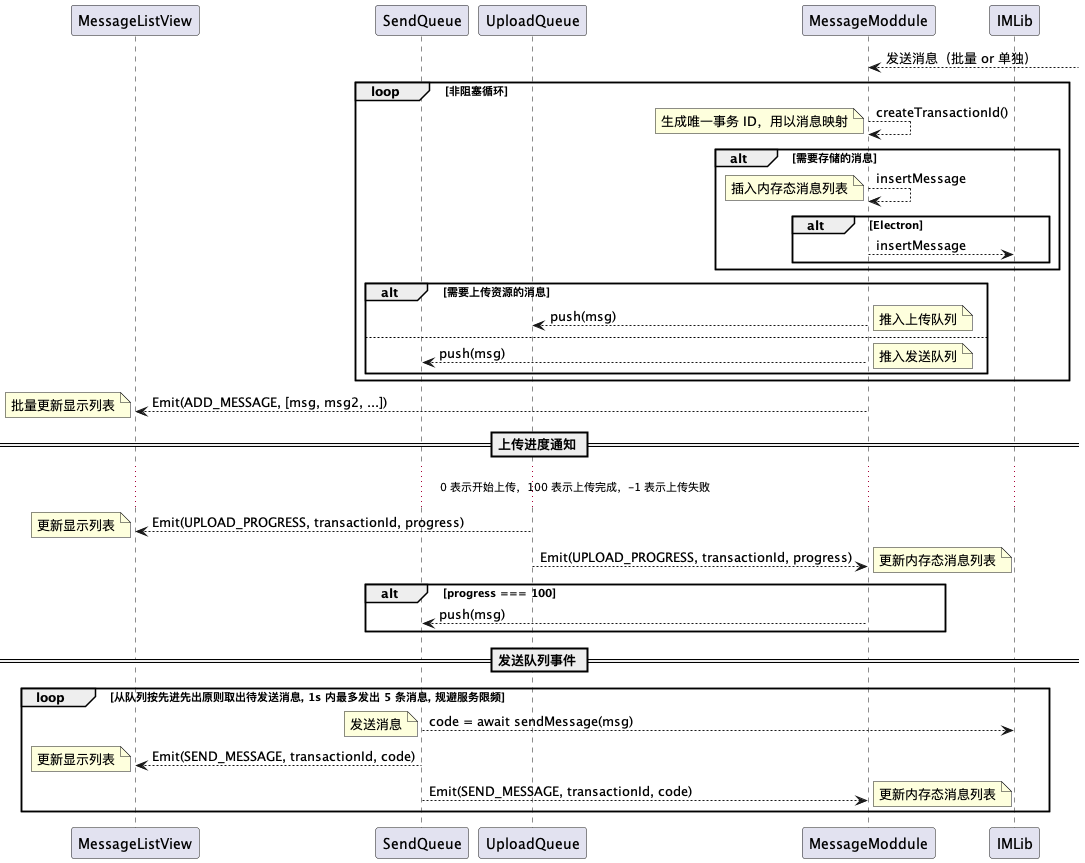 MessageListView
SendQueue
UploadQueue
MessageModdule
IMLib
发送消息（批量 or 单独）
loop
[非阻塞循环]
生成唯一事务 ID，用以消息映射
createTransactionId()
alt
[需要存储的消息]
插入内存态消息列表
insertMessage
alt
[Electron]
insertMessage
alt
[需要上传资源的消息]
push(msg)
推入上传队列
push(msg)
推入发送队列
批量更新显示列表
Emit(ADD_MESSAGE, [msg, msg2, ...])
上传进度通知
0 表示开始上传，100 表示上传完成，-1 表示上传失败
更新显示列表
Emit(UPLOAD_PROGRESS, transactionId, progress)
Emit(UPLOAD_PROGRESS, transactionId, progress)
更新内存态消息列表
alt
[progress === 100]
push(msg)
发送队列事件
loop
[从队列按先进先出原则取出待发送消息, 1s 内最多发出 5 条消息, 规避服务限频]
发送消息
code = await sendMessage(msg)
更新显示列表
Emit(SEND_MESSAGE, transactionId, code)
Emit(SEND_MESSAGE, transactionId, code)
更新内存态消息列表
MessageListView
SendQueue
UploadQueue
MessageModdule
IMLib